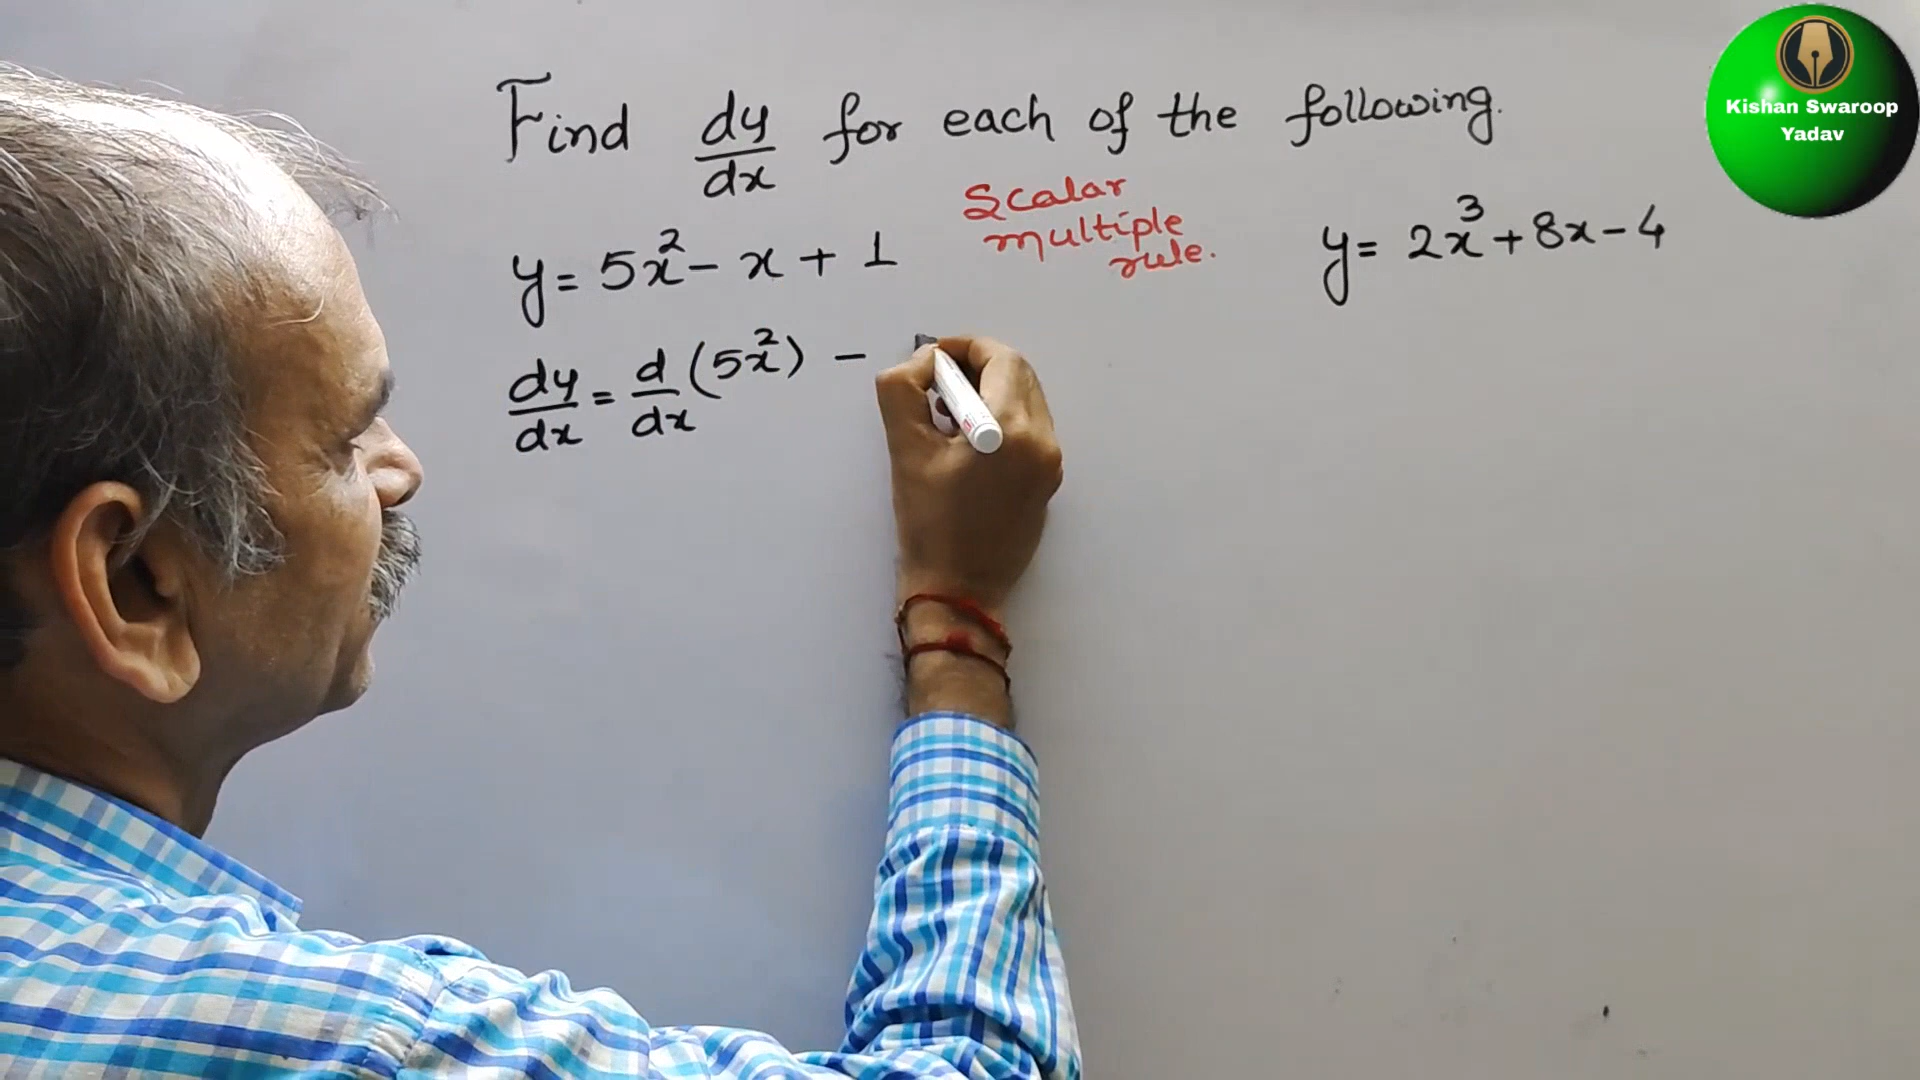 Find dy/dx for each of the following.
Scalar
multiple
rule.
y = 5x² - x + 1
dy/dx = d/dx (5x²) -
y = 2x³ + 8x - 4
Kishan Swaroop
Yadav